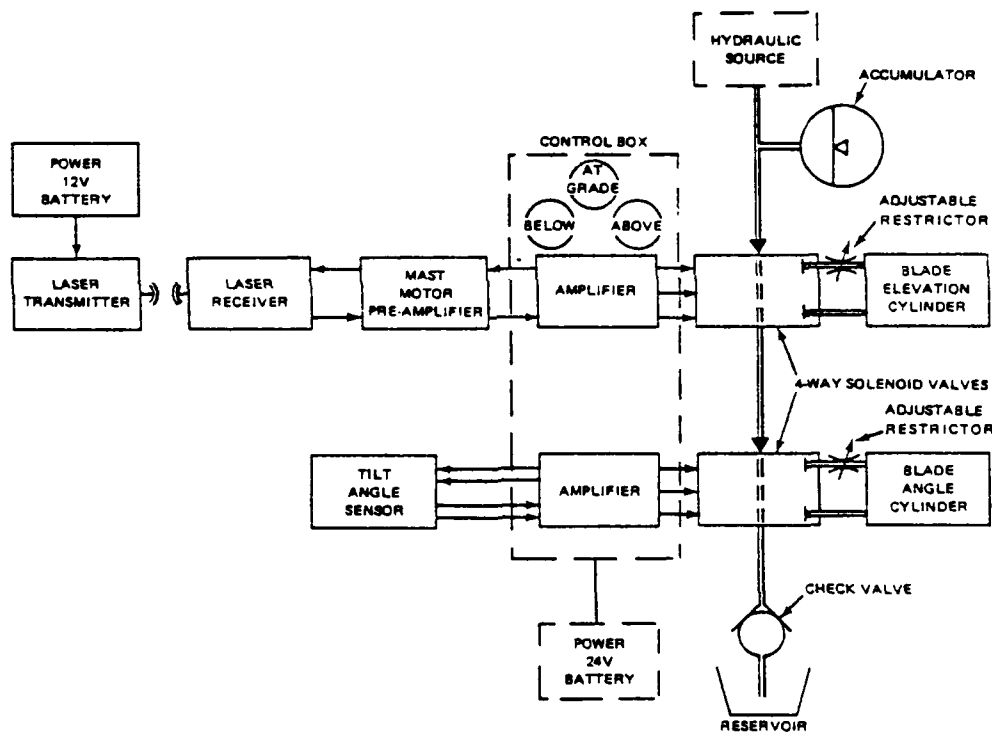 HYDRAULIC
SOURCE
ACCUMULATOR
CONTROL BOX
POWER
12V
BATTERY
AT
GRADE
BELOW
ABOVE
ADJUSTABLE
RESTRICTOR
LASER
TRANSMITTER
LASER
RECEIVER
MAST
MOTOR
PRE-AMPLIFIER
AMPLIFIER
BLADE
ELEVATION
CYLINDER
4-WAY SOLENOID VALVES
ADJUSTABLE
RESTRICTOR
TILT
ANGLE
SENSOR
AMPLIFIER
BLADE
ANGLE
CYLINDER
CHECK VALVE
POWER
24V
BATTERY
RESERVOIR